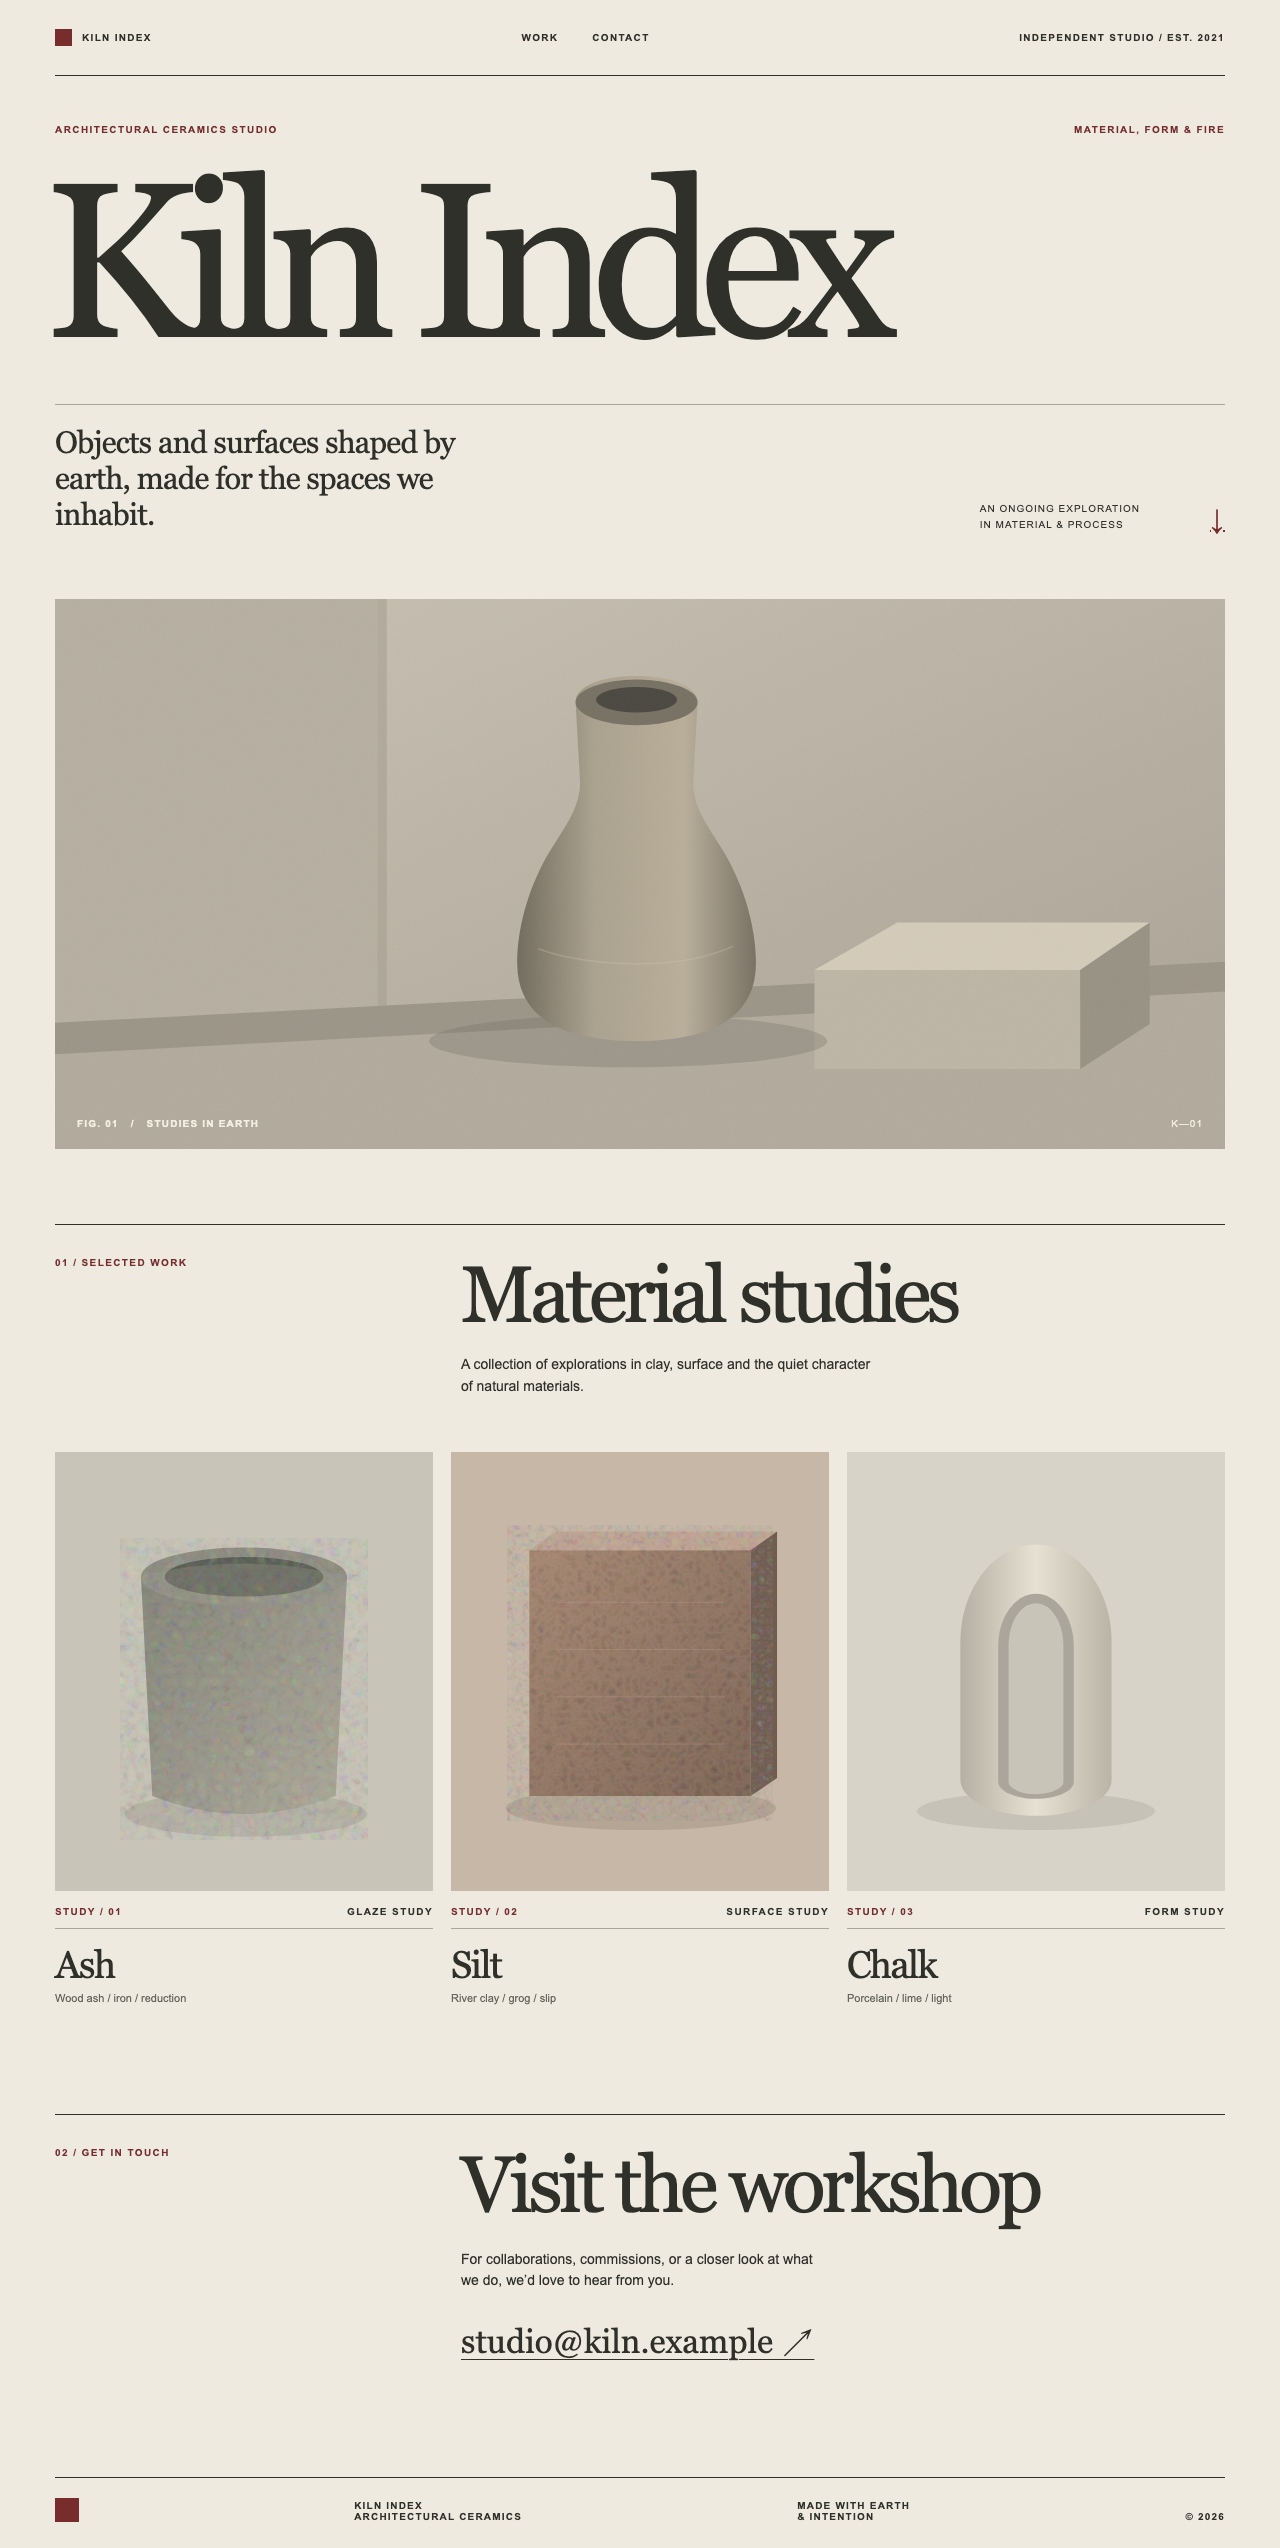 KILN INDEX
WORK CONTACT
INDEPENDENT STUDIO / EST. 2021
ARCHITECTURAL CERAMICS STUDIO
MATERIAL, FORM & FIRE
Kiln Index
Objects and surfaces shaped by
earth, made for the spaces we
inhabit.
AN ONGOING EXPLORATION
IN MATERIAL & PROCESS
↓
FIG. 01 / STUDIES IN EARTH
K—01
01 / SELECTED WORK
Material studies
A collection of explorations in clay, surface and the quiet character
of natural materials.
STUDY / 01 GLAZE STUDY
Ash
Wood ash / iron / reduction
STUDY / 02 SURFACE STUDY
Silt
River clay / grog / slip
STUDY / 03 FORM STUDY
Chalk
Porcelain / lime / light
02 / GET IN TOUCH
Visit the workshop
For collaborations, commissions, or a closer look at what
we do, we’d love to hear from you.
studio@kiln.example ↗
KILN INDEX
ARCHITECTURAL CERAMICS
MADE WITH EARTH
& INTENTION
© 2026